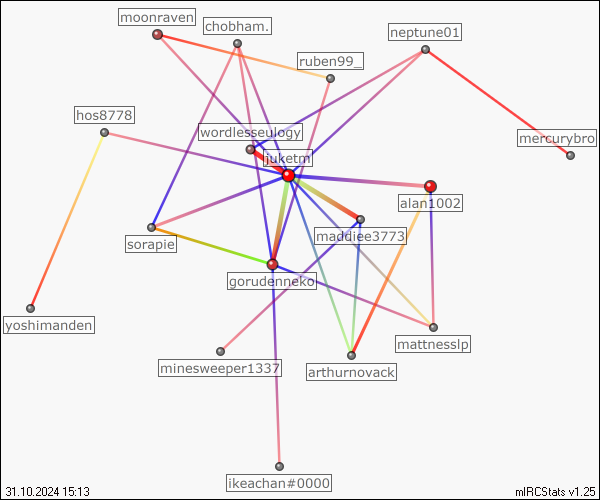 moonraven
chobham.
neptune01
ruben99_
hos8778
wordlesseulogy
mercurybro
juketm
alan1002
maddiee3773
sorapie
gorudenneko
yoshimanden
mattnesslp
minesweeper1337
arthurnovack
ikeachan#0000
31.10.2024 15:13
mIRCStats v1.25